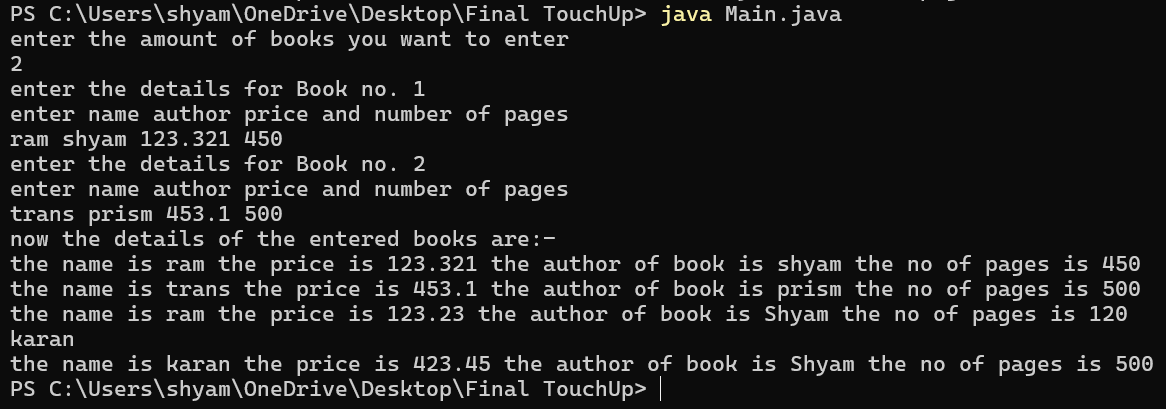 PS C:\Users\shyam\OneDrive\Desktop\Final TouchUp> java Main.java
enter the amount of books you want to enter
2
enter the details for Book no. 1
enter name author price and number of pages
ram shyam 123.321 450
enter the details for Book no. 2
enter name author price and number of pages
trans prism 453.1 500
now the details of the entered books are:-
the name is ram the price is 123.321 the author of book is shyam the no of pages is 450
the name is trans the price is 453.1 the author of book is prism the no of pages is 500
the name is ram the price is 123.23 the author of book is Shyam the no of pages is 120
karan
the name is karan the price is 423.45 the author of book is Shyam the no of pages is 500
PS C:\Users\shyam\OneDrive\Desktop\Final TouchUp>